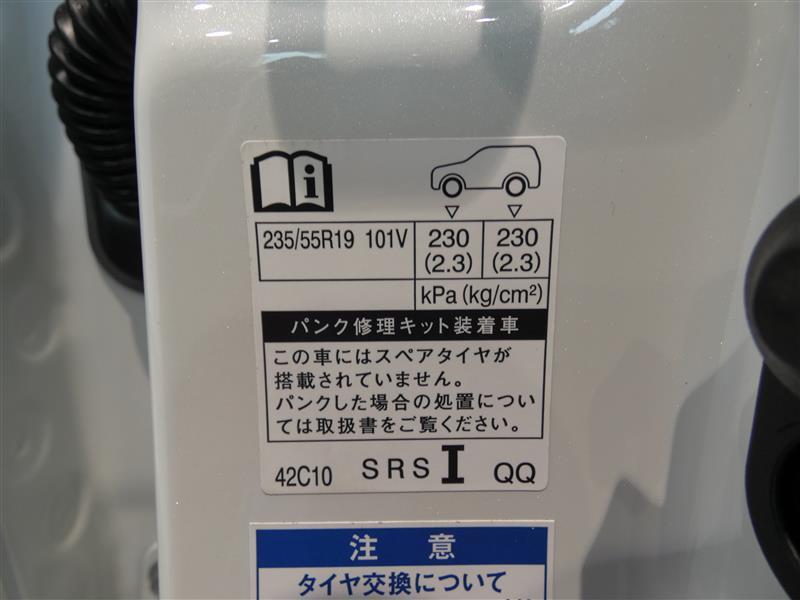 i
235/55R19 101V 230 230
(2.3) (2.3)
kPa (kg/cm²)
パンク修理キット装着車
この車にはスペアタイヤが
搭載されていません。
パンクした場合の処置につい
ては取扱書をご覧ください。
42C10 SRS I QQ
注 意
タイヤ交換について